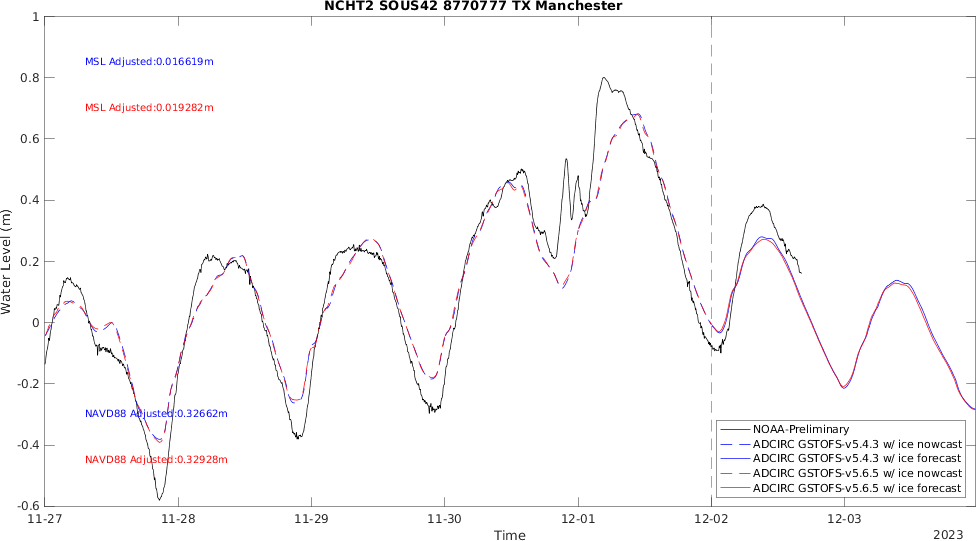 NCHT2 SOUS42 8770777 TX Manchester
1
0.8
0.6
0.4
0.2
0
-0.2
-0.4
-0.6
Water Level (m)
MSL Adjusted:0.016619m
MSL Adjusted:0.019282m
NAVD88 Adjusted:0.32662m
NAVD88 Adjusted:0.32928m
NOAA-Preliminary
ADCIRC GSTOFS-v5.4.3 w/ ice nowcast
ADCIRC GSTOFS-v5.4.3 w/ ice forecast
ADCIRC GSTOFS-v5.6.5 w/ ice nowcast
ADCIRC GSTOFS-v5.6.5 w/ ice forecast
11-27 11-28 11-29 11-30 12-01 12-02 12-03
Time
2023